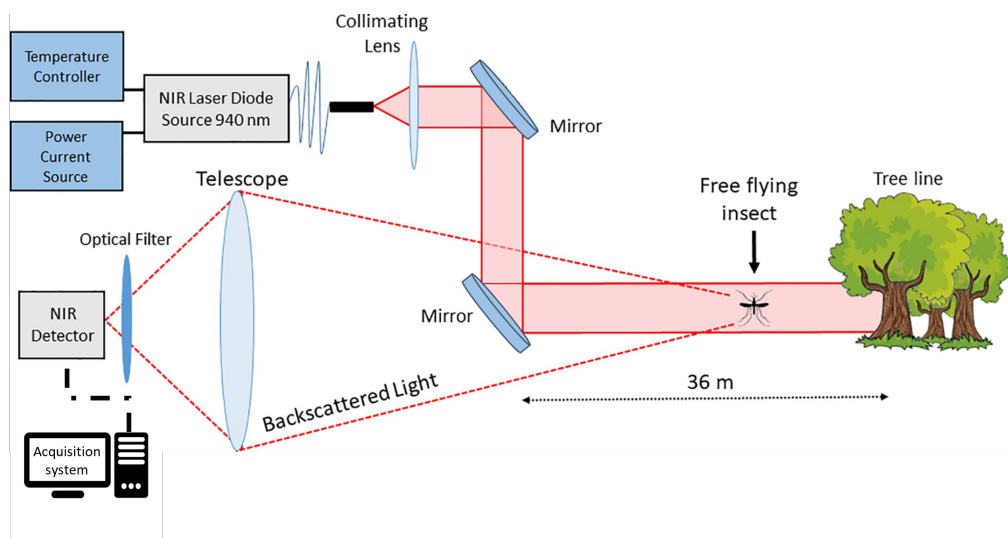 Collimating
Lens
Temperature
Controller
NIR Laser Diode
Source 940 nm
Power
Current
Source
Mirror
Telescope
Free flying
insect
Tree line
Optical Filter
NIR
Detector
Mirror
Backscattered Light
36 m
Acquisition
system